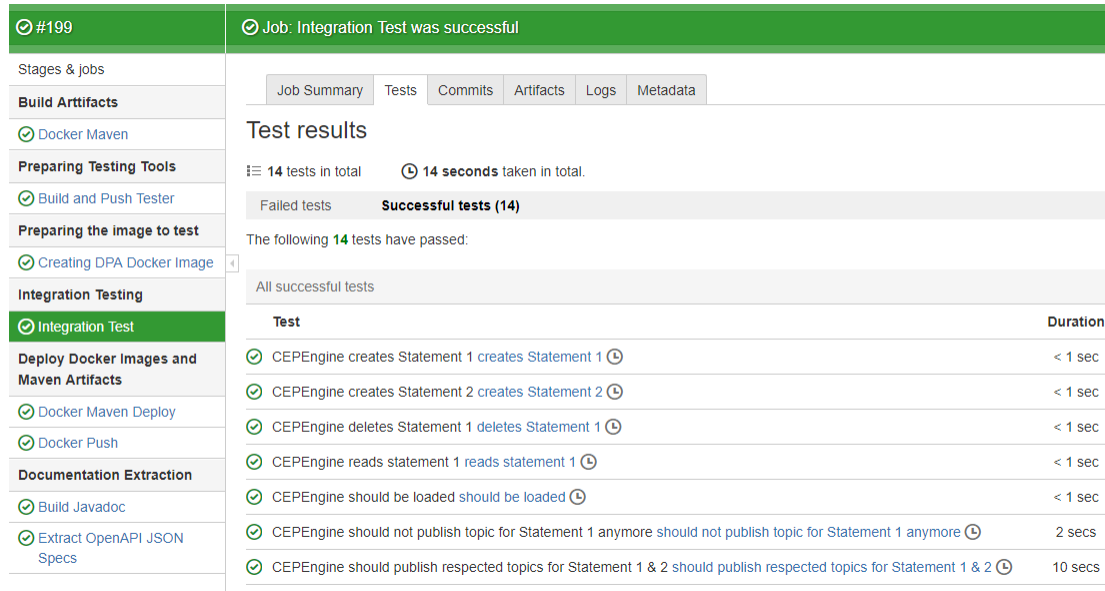 #199
Job: Integration Test was successful
Stages & jobs
Build Arttifacts
Docker Maven
Preparing Testing Tools
Build and Push Tester
Preparing the image to test
Creating DPA Docker Image
Integration Testing
Integration Test
Deploy Docker Images and
Maven Artifacts
Docker Maven Deploy
Docker Push
Documentation Extraction
Build Javadoc
Extract OpenAPI JSON
Specs
Job Summary Tests Commits Artifacts Logs Metadata
Test results
14 tests in total 14 seconds taken in total.
Failed tests Successful tests (14)
The following 14 tests have passed:
All successful tests
Test Duration
CEPEngine creates Statement 1 creates Statement 1 < 1 sec
CEPEngine creates Statement 2 creates Statement 2 < 1 sec
CEPEngine deletes Statement 1 deletes Statement 1 < 1 sec
CEPEngine reads statement 1 reads statement 1 < 1 sec
CEPEngine should be loaded should be loaded < 1 sec
CEPEngine should not publish topic for Statement 1 anymore should not publish topic for Statement 1 anymore 2 secs
CEPEngine should publish respected topics for Statement 1 & 2 should publish respected topics for Statement 1 & 2 10 secs